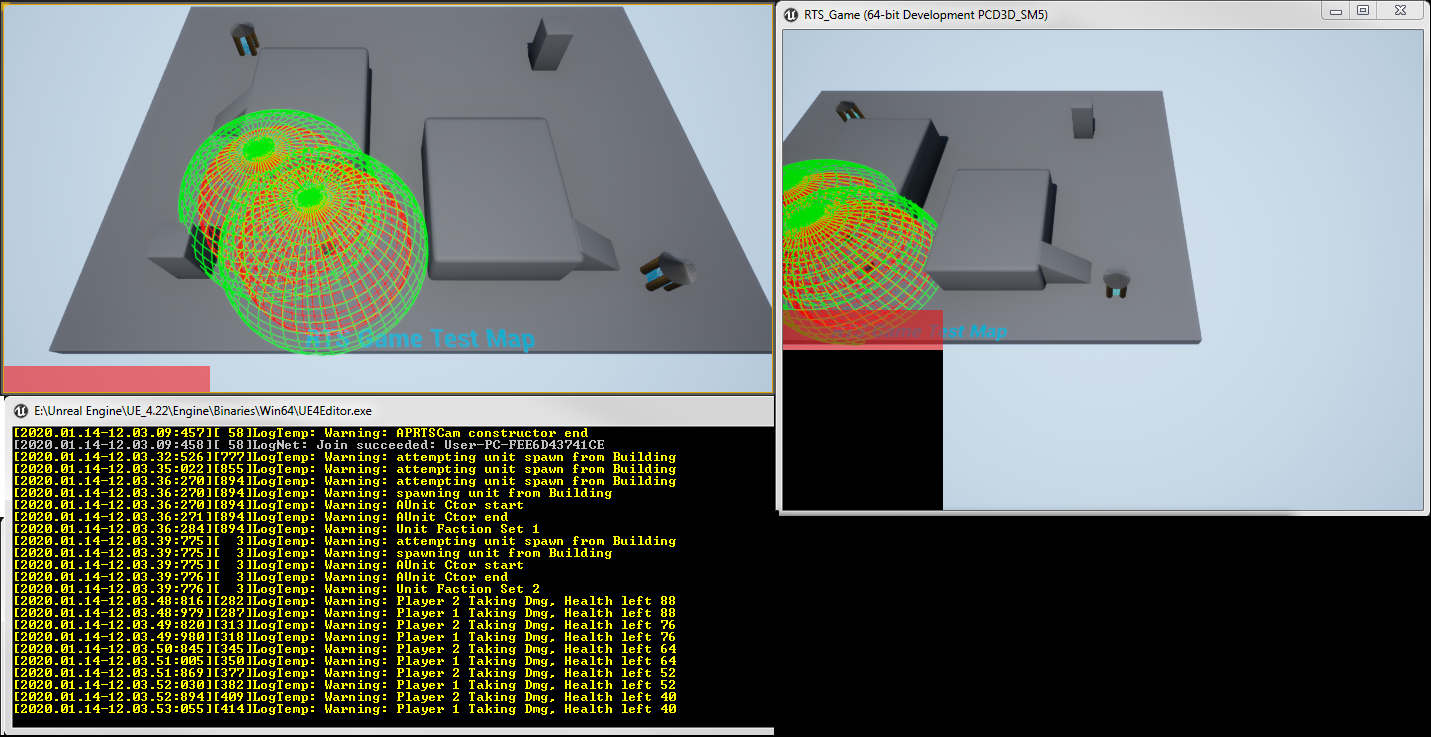 RTS_Game (64-bit Development PCD3D_SM5)
RTS Game Test Map
Game Test Map
E:\Unreal Engine\UE_4.22\Engine\Binaries\Win64\UE4Editor.exe
[2020.01.14-12.03.09:457][ 58]LogTemp: Warning: APRTSCam constructor end
[2020.01.14-12.03.09:458][ 58]LogNet: Join succeeded: User-PC-FEE6D43741CE
[2020.01.14-12.03.32:526][777]LogTemp: Warning: attempting unit spawn from Building
[2020.01.14-12.03.35:022][855]LogTemp: Warning: attempting unit spawn from Building
[2020.01.14-12.03.36:270][894]LogTemp: Warning: attempting unit spawn from Building
[2020.01.14-12.03.36:270][894]LogTemp: Warning: spawning unit from Building
[2020.01.14-12.03.36:270][894]LogTemp: Warning: AUnit Ctor start
[2020.01.14-12.03.36:271][894]LogTemp: Warning: AUnit Ctor end
[2020.01.14-12.03.36:284][894]LogTemp: Warning: Unit Faction Set 1
[2020.01.14-12.03.39:775][  3]LogTemp: Warning: attempting unit spawn from Building
[2020.01.14-12.03.39:775][  3]LogTemp: Warning: spawning unit from Building
[2020.01.14-12.03.39:775][  3]LogTemp: Warning: AUnit Ctor start
[2020.01.14-12.03.39:776][  3]LogTemp: Warning: AUnit Ctor end
[2020.01.14-12.03.39:776][  3]LogTemp: Warning: Unit Faction Set 2
[2020.01.14-12.03.48:816][282]LogTemp: Warning: Player 2 Taking Dmg, Health left 88
[2020.01.14-12.03.48:979][287]LogTemp: Warning: Player 1 Taking Dmg, Health left 88
[2020.01.14-12.03.49:820][313]LogTemp: Warning: Player 2 Taking Dmg, Health left 76
[2020.01.14-12.03.49:980][318]LogTemp: Warning: Player 1 Taking Dmg, Health left 76
[2020.01.14-12.03.50:845][345]LogTemp: Warning: Player 2 Taking Dmg, Health left 64
[2020.01.14-12.03.51:005][350]LogTemp: Warning: Player 1 Taking Dmg, Health left 64
[2020.01.14-12.03.51:869][377]LogTemp: Warning: Player 2 Taking Dmg, Health left 52
[2020.01.14-12.03.52:030][382]LogTemp: Warning: Player 1 Taking Dmg, Health left 52
[2020.01.14-12.03.52:894][409]LogTemp: Warning: Player 2 Taking Dmg, Health left 40
[2020.01.14-12.03.53:055][414]LogTemp: Warning: Player 1 Taking Dmg, Health left 40